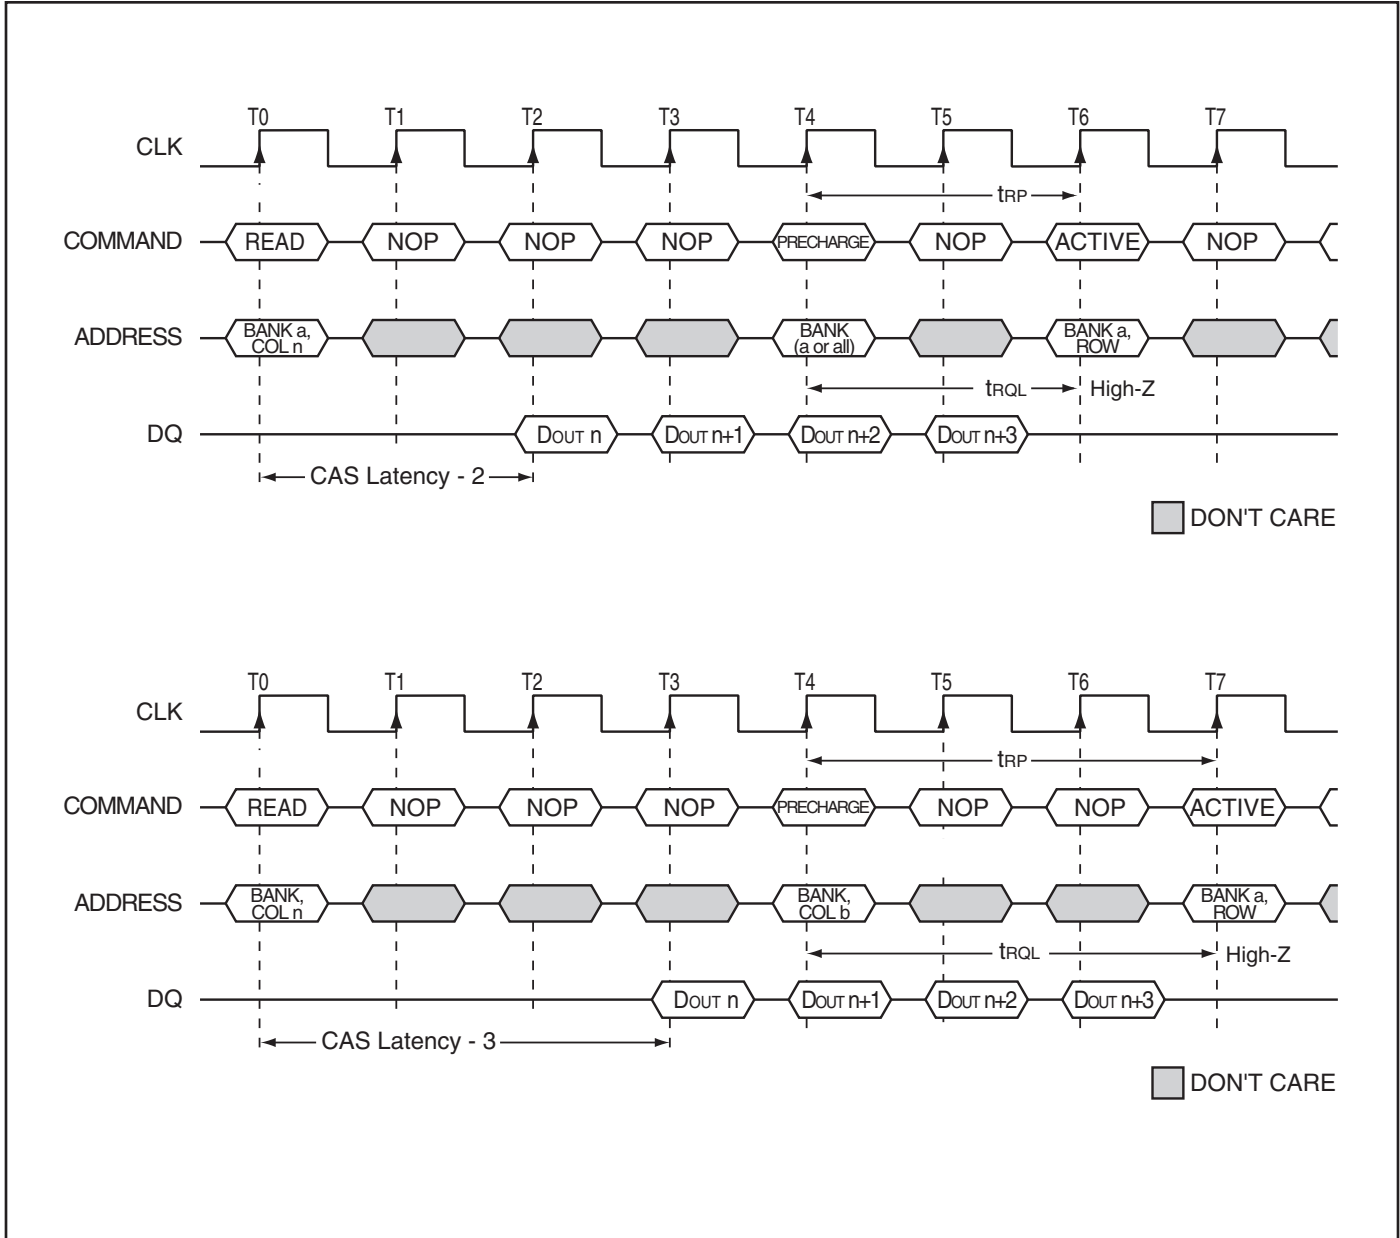 T0 T1 T2 T3 T4 T5 T6 T7
CLK
tRP
COMMAND READ NOP NOP NOP PRECHARGE NOP ACTIVE NOP
ADDRESS BANK a, COL n BANK (a or all) BANK a, ROW
tRQL High-Z
DQ DOUT n DOUT n+1 DOUT n+2 DOUT n+3
CAS Latency - 2
DON'T CARE
T0 T1 T2 T3 T4 T5 T6 T7
CLK
tRP
COMMAND READ NOP NOP NOP PRECHARGE NOP NOP ACTIVE
ADDRESS BANK, COL n BANK, COL b BANK a, ROW
tRQL High-Z
DQ DOUT n DOUT n+1 DOUT n+2 DOUT n+3
CAS Latency - 3
DON'T CARE